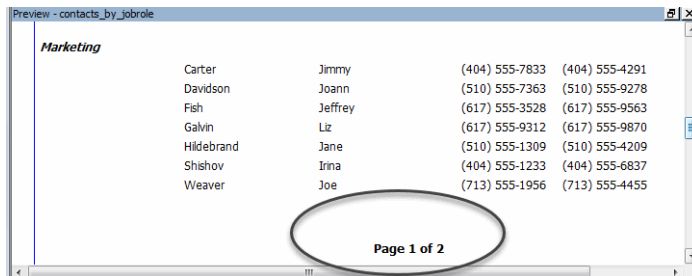 Preview - contacts_by_jobrole
Marketing
Carter Jimmy (404) 555-7833 (404) 555-4291
Davidson Joann (510) 555-7363 (510) 555-9278
Fish Jeffrey (617) 555-3528 (617) 555-9563
Galvin Liz (617) 555-9312 (617) 555-9870
Hildebrand Jane (510) 555-1309 (510) 555-4209
Shishov Irina (404) 555-1233 (404) 555-6837
Weaver Joe (713) 555-1956 (713) 555-4455
Page 1 of 2